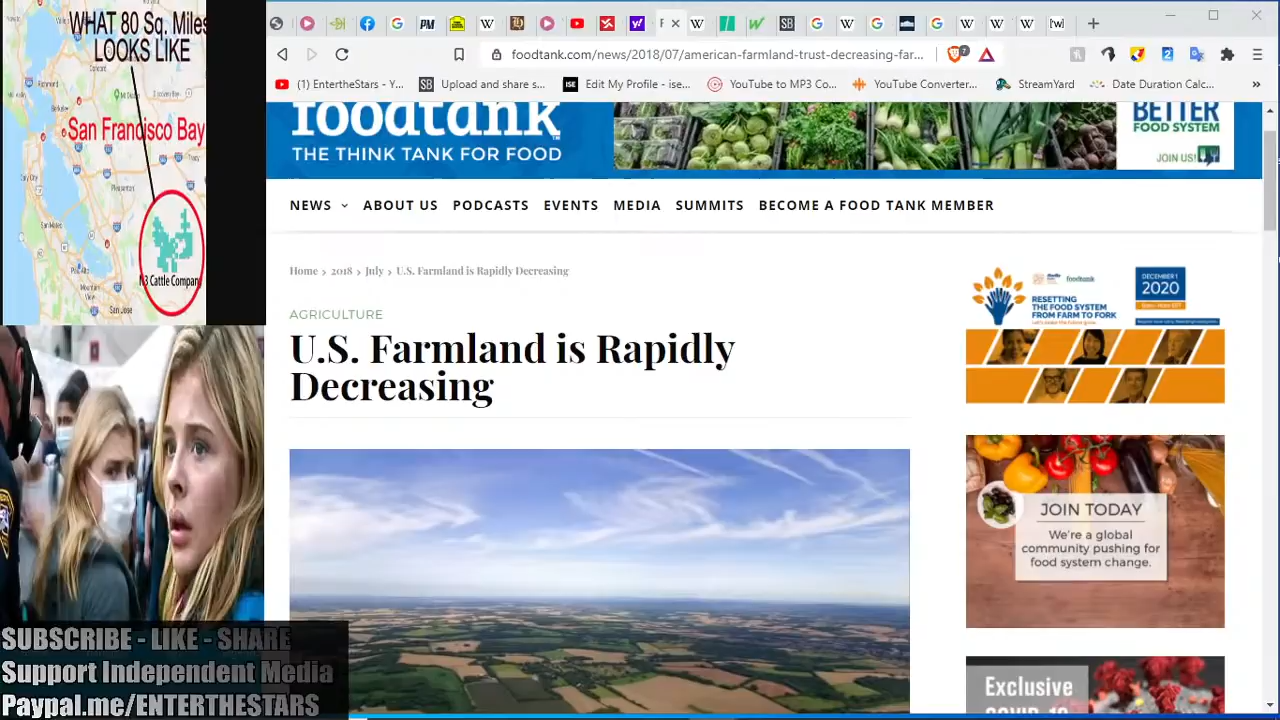 WHAT 80 Sq. Miles
LOOKS LIKE
San Francisco Bay
N3 Cattle Company
SUBSCRIBE - LIKE - SHARE
Support Independent Media
Paypal.me/ENTERTHESTARS
foodtank.com/news/2018/07/american-farmland-trust-decreasing-far...
(1) EntertheStars - Y...
Upload and share s...
Edit My Profile - ise...
YouTube to MP3 Co...
YouTube Converter...
StreamYard
Date Duration Calc...
foodtank
THE THINK TANK FOR FOOD
BETTER
FOOD SYSTEM
JOIN US!
NEWS ABOUT US PODCASTS EVENTS MEDIA SUMMITS BECOME A FOOD TANK MEMBER
Home › 2018 › July › U.S. Farmland is Rapidly Decreasing
AGRICULTURE
U.S. Farmland is Rapidly
Decreasing
foodtank
DECEMBER 1
2020
RESETTING
THE FOOD SYSTEM
FROM FARM TO FORK
JOIN TODAY
We're a global
community pushing for
food system change.
Exclusive
COVID-19